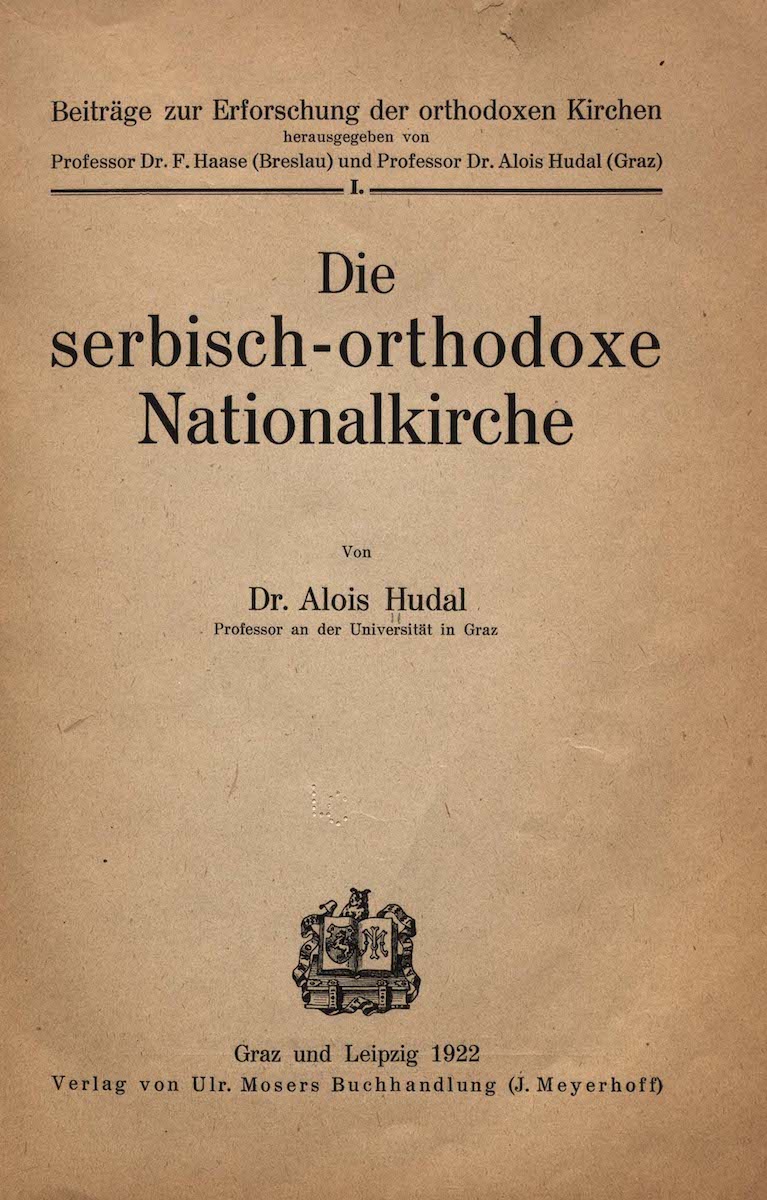 Beiträge zur Erforschung der orthodoxen Kirchen
herausgegeben von
Professor Dr. F. Haase (Breslau) und Professor Dr. Alois Hudal (Graz)
I.
Die
serbisch-orthodoxe
Nationalkirche
Von
Dr. Alois Hudal
Professor an der Universität in Graz
Graz und Leipzig 1922
Verlag von Ulr. Mosers Buchhandlung (J. Meyerhoff)